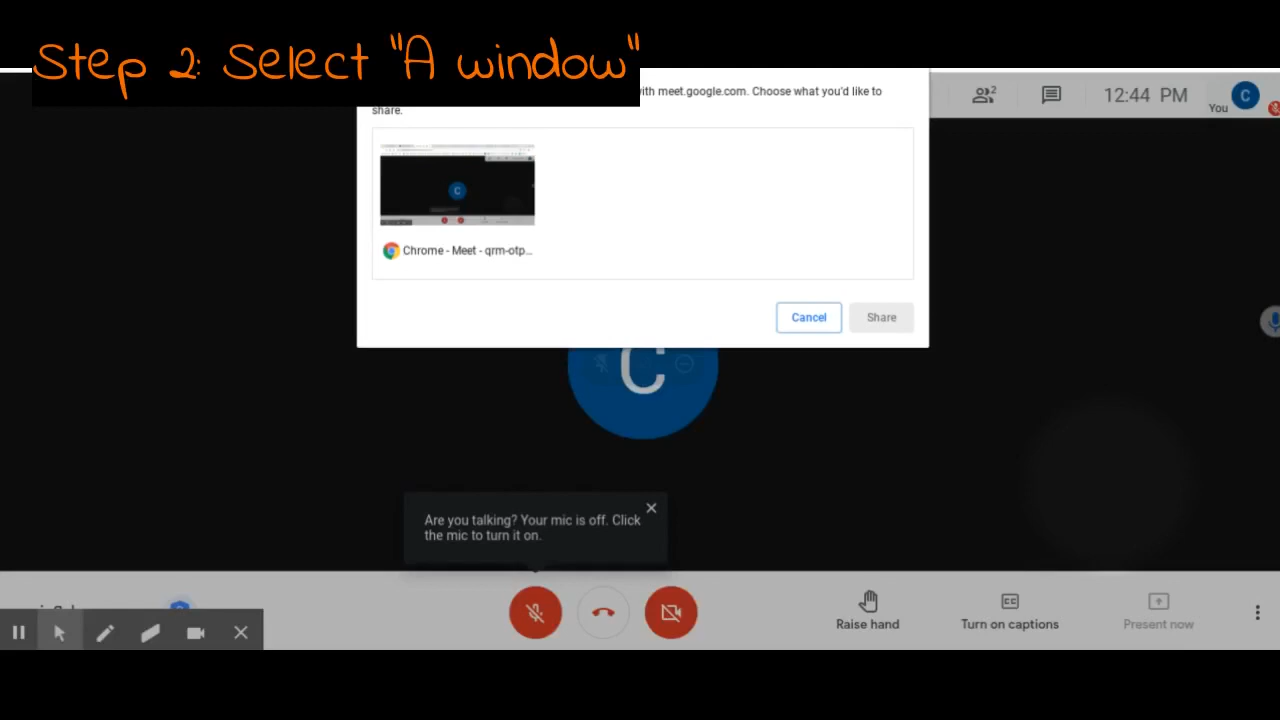 Step 2: Select "A window"
with meet.google.com. Choose what you'd like to
share.
12:44 PM
2
You
C
C
Chrome - Meet - qrm-otp...
Cancel
Share
C
Are you talking? Your mic is off. Click
the mic to turn it on.
CC
Raise hand
Turn on captions
Present now